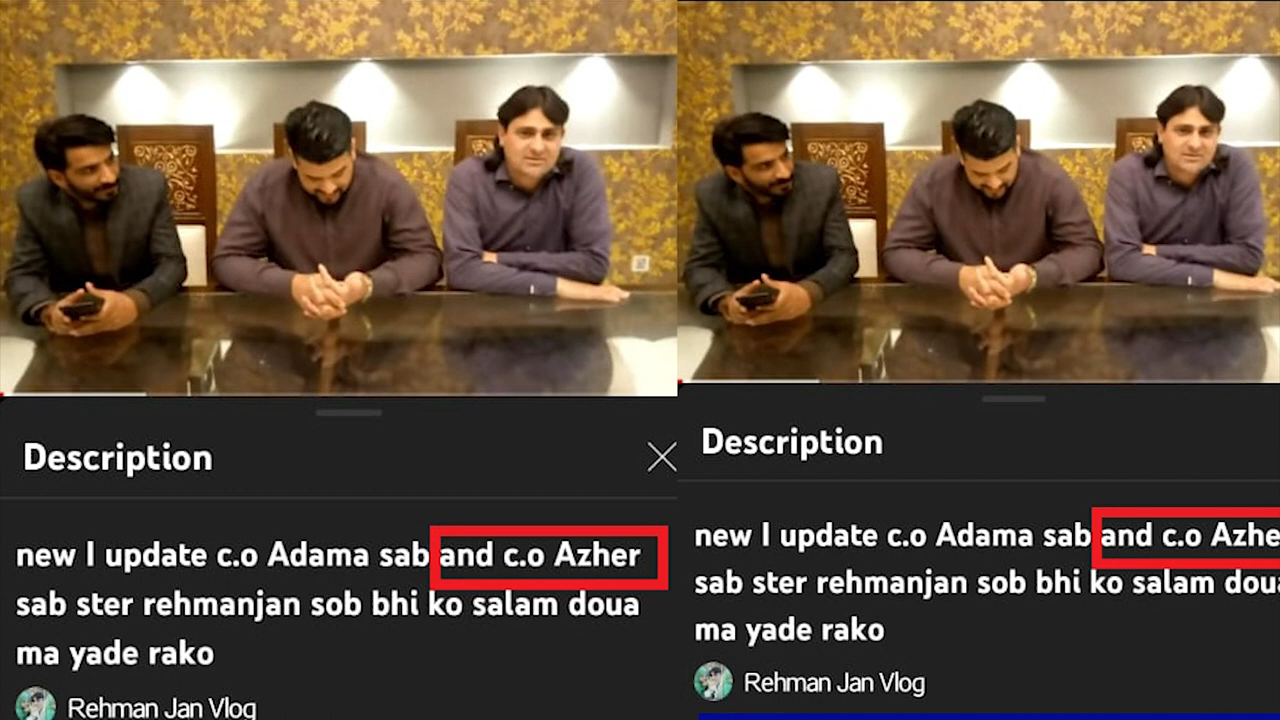 Description
new l update c.o Adama sab and c.o Azher
sab ster rehmanjan sob bhi ko salam doua
ma yade rako
Rehman Jan Vlog
Description
new l update c.o Adama sab and c.o Azhe
sab ster rehmanjan sob bhi ko salam doua
ma yade rako
Rehman Jan Vlog